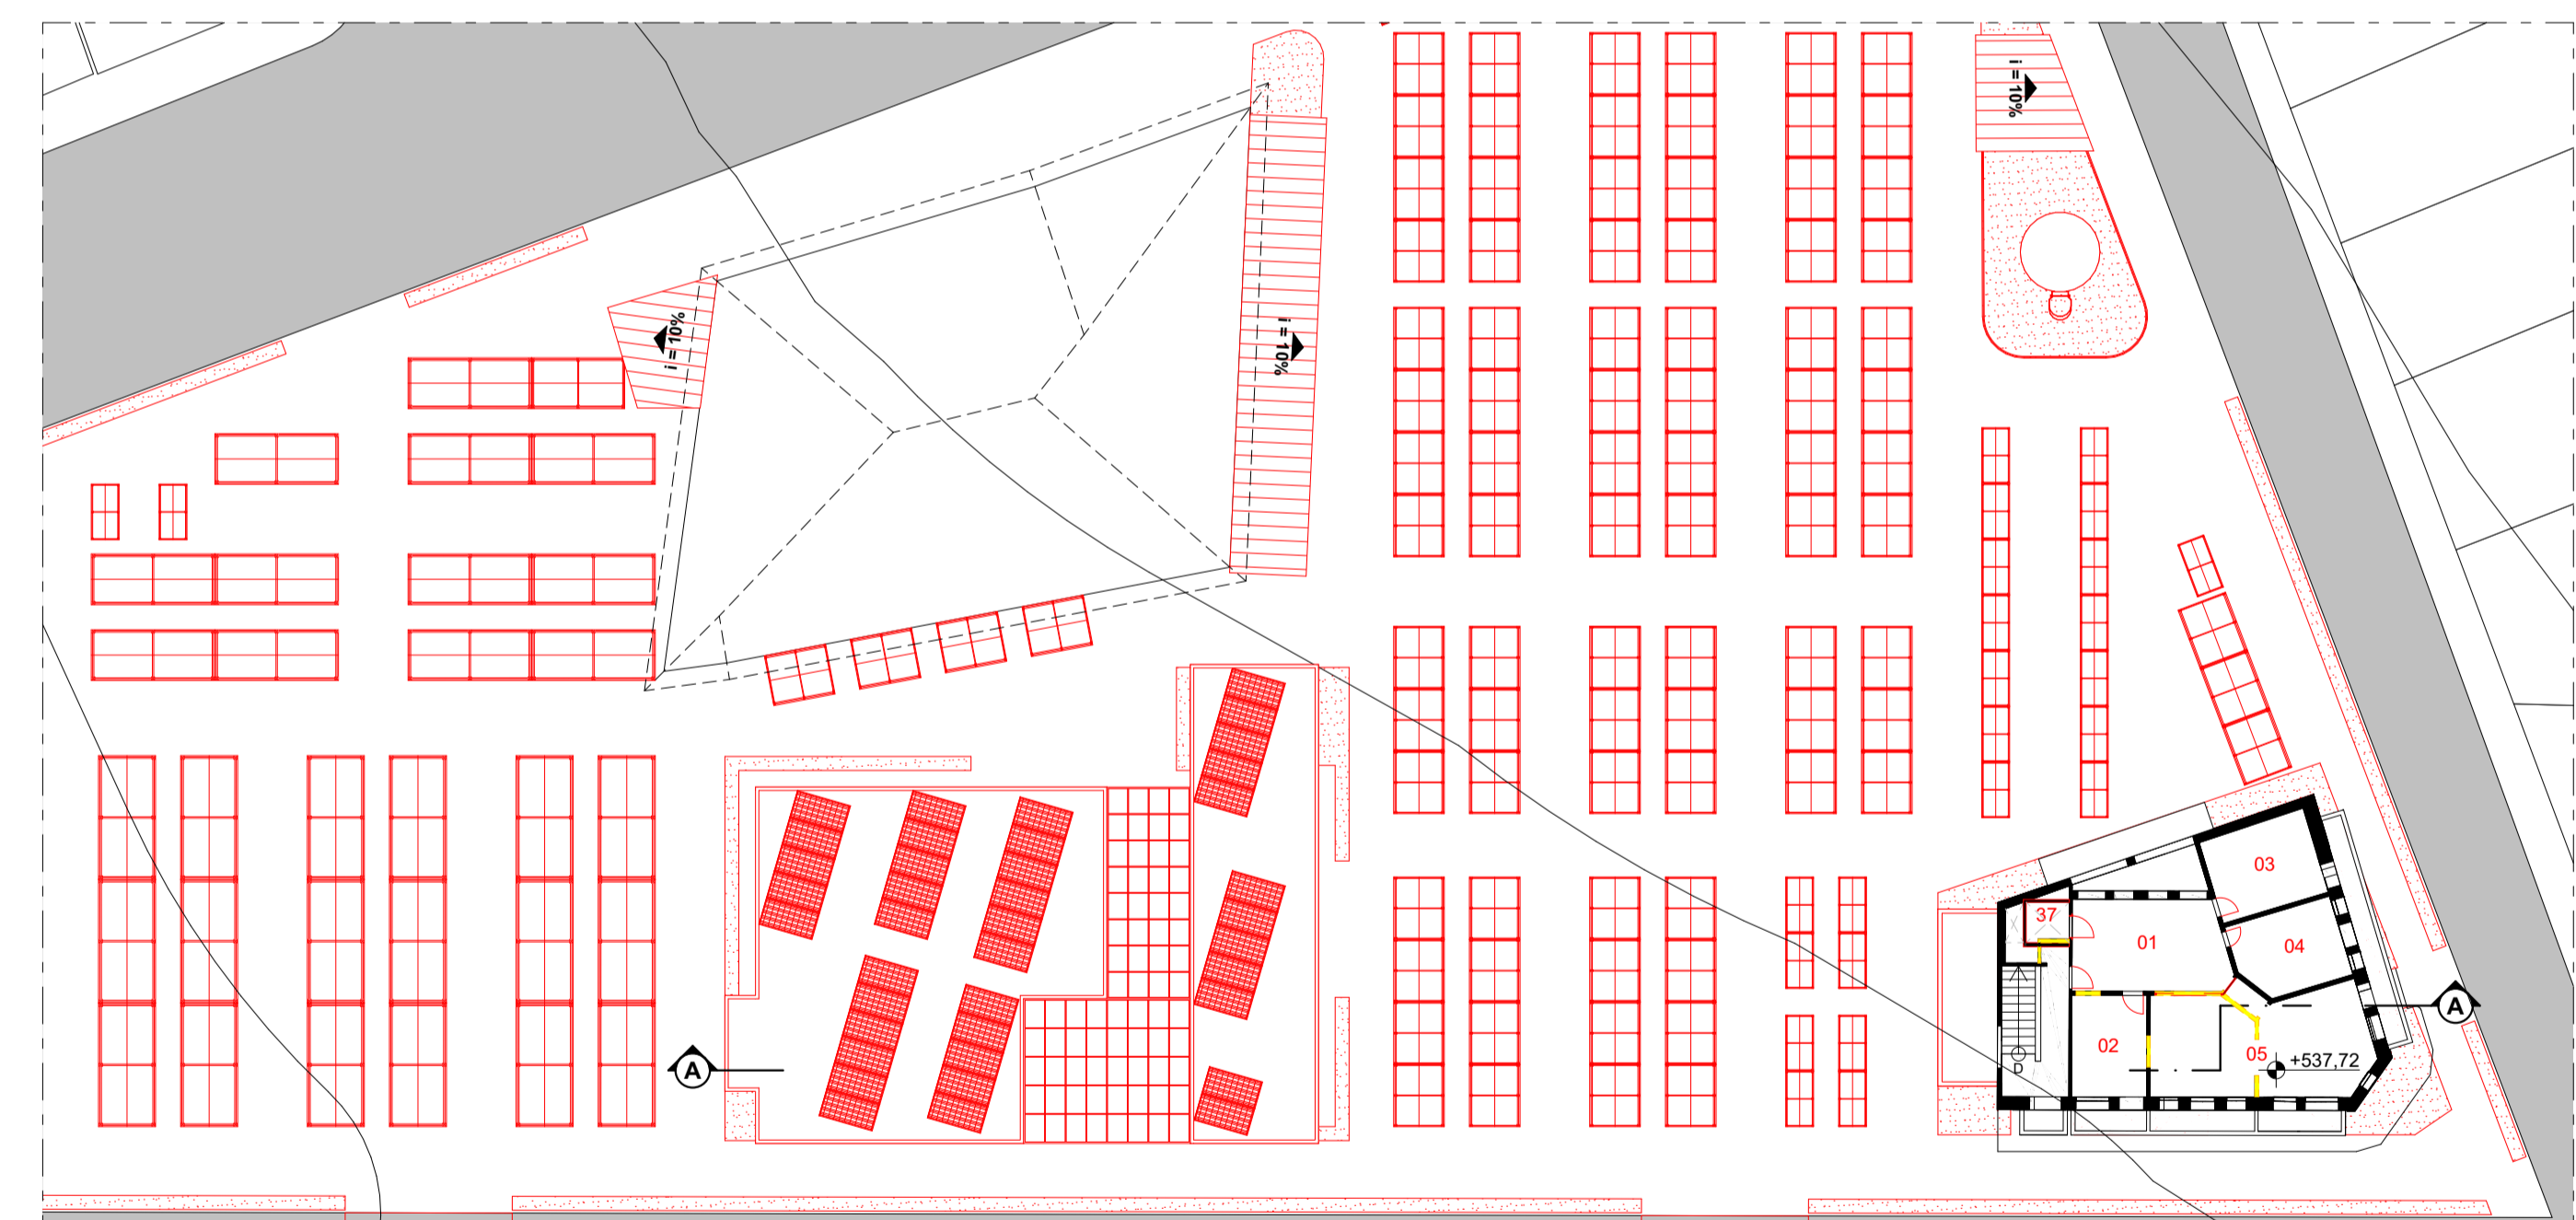 i = 10%
i = 10%
i = 10%
03
37
01
04
A
02
05
+537,72
D
A